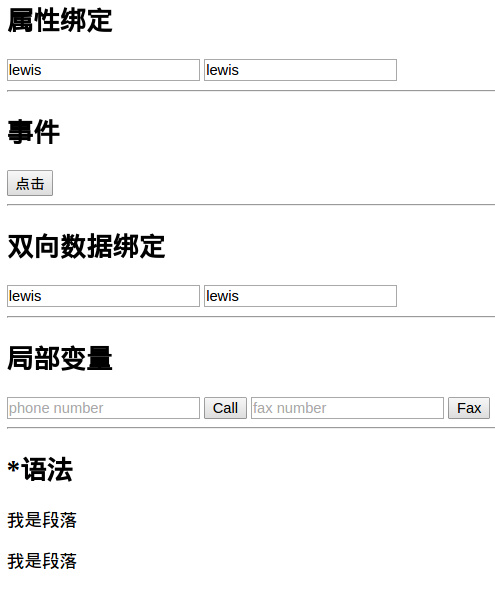 属性绑定
lewis lewis
事件
点击
双向数据绑定
lewis lewis
局部变量
phone number Call fax number Fax
*语法
我是段落
我是段落